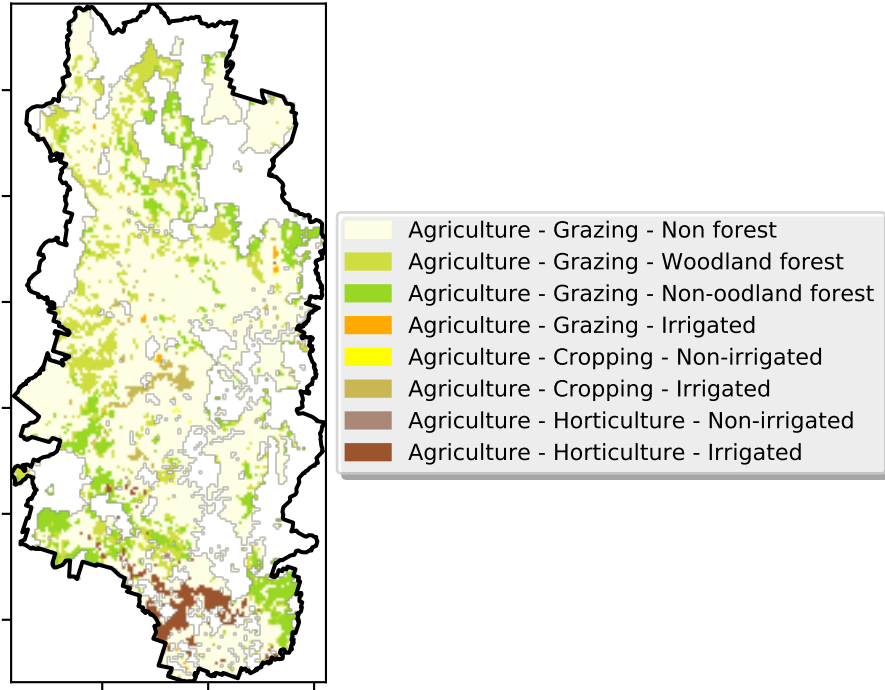 Agriculture - Grazing - Non forest
Agriculture - Grazing - Woodland forest
Agriculture - Grazing - Non-oodland forest
Agriculture - Grazing - Irrigated
Agriculture - Cropping - Non-irrigated
Agriculture - Cropping - Irrigated
Agriculture - Horticulture - Non-irrigated
Agriculture - Horticulture - Irrigated